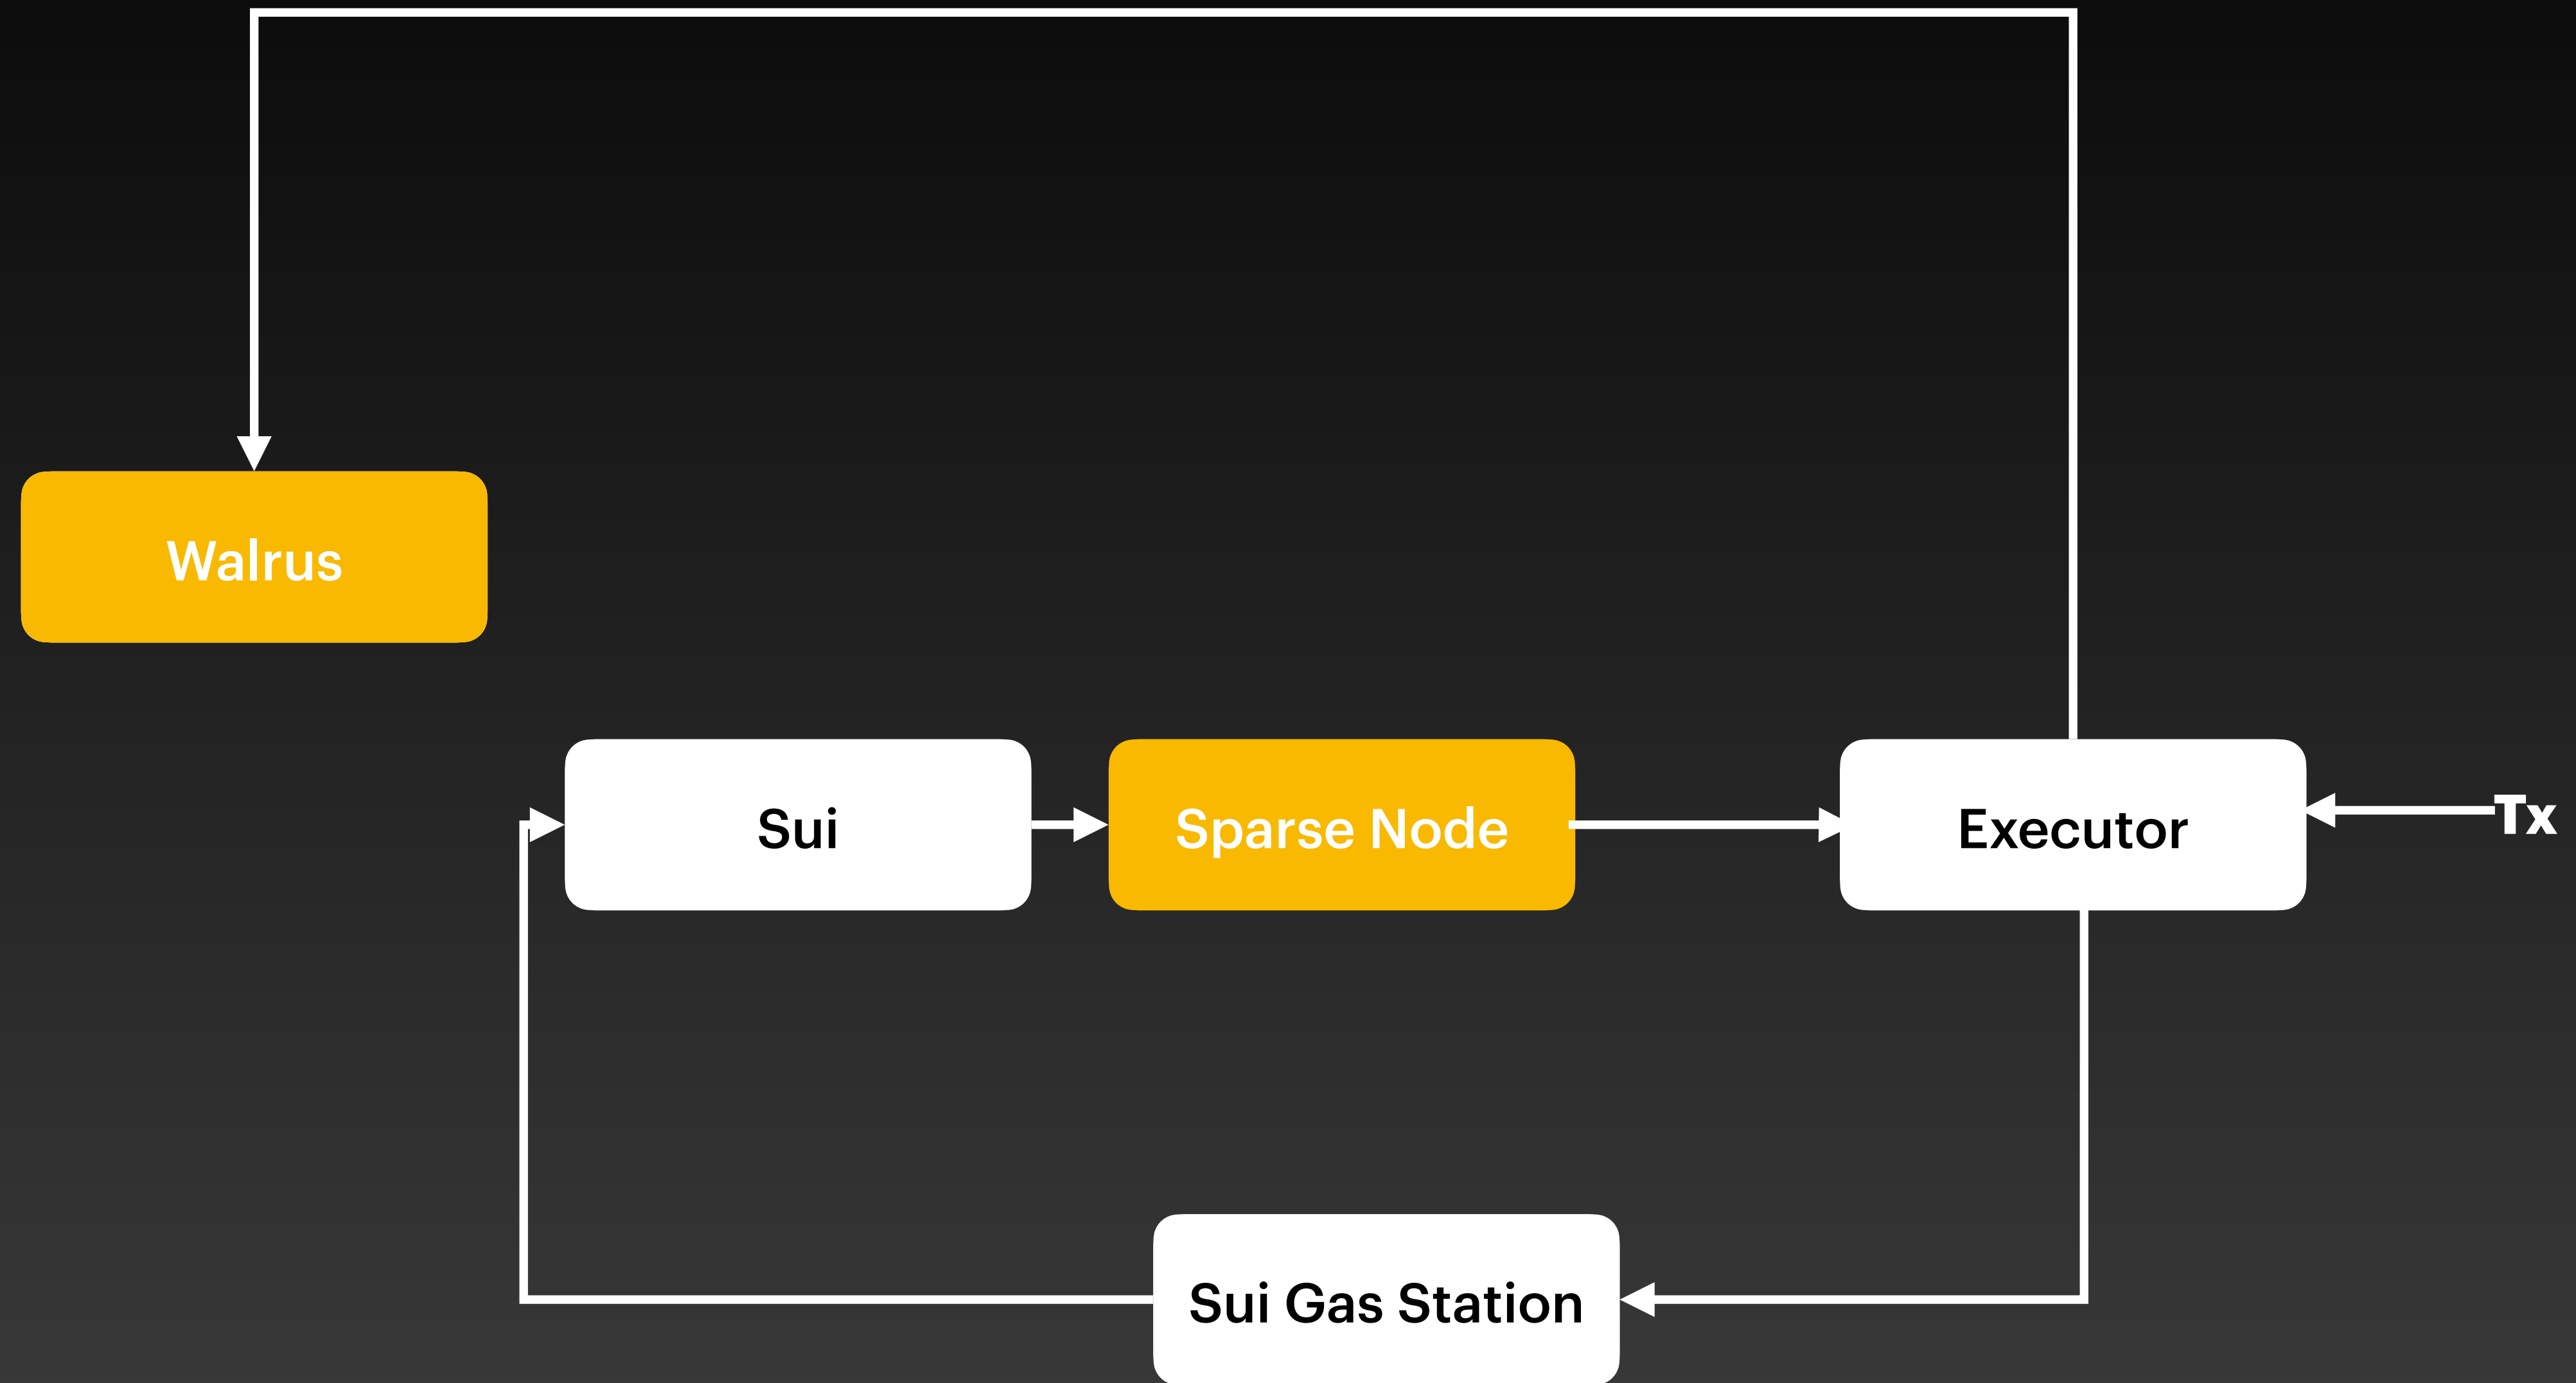 Walrus
Sui
Sparse Node
Executor
Tx
Sui Gas Station